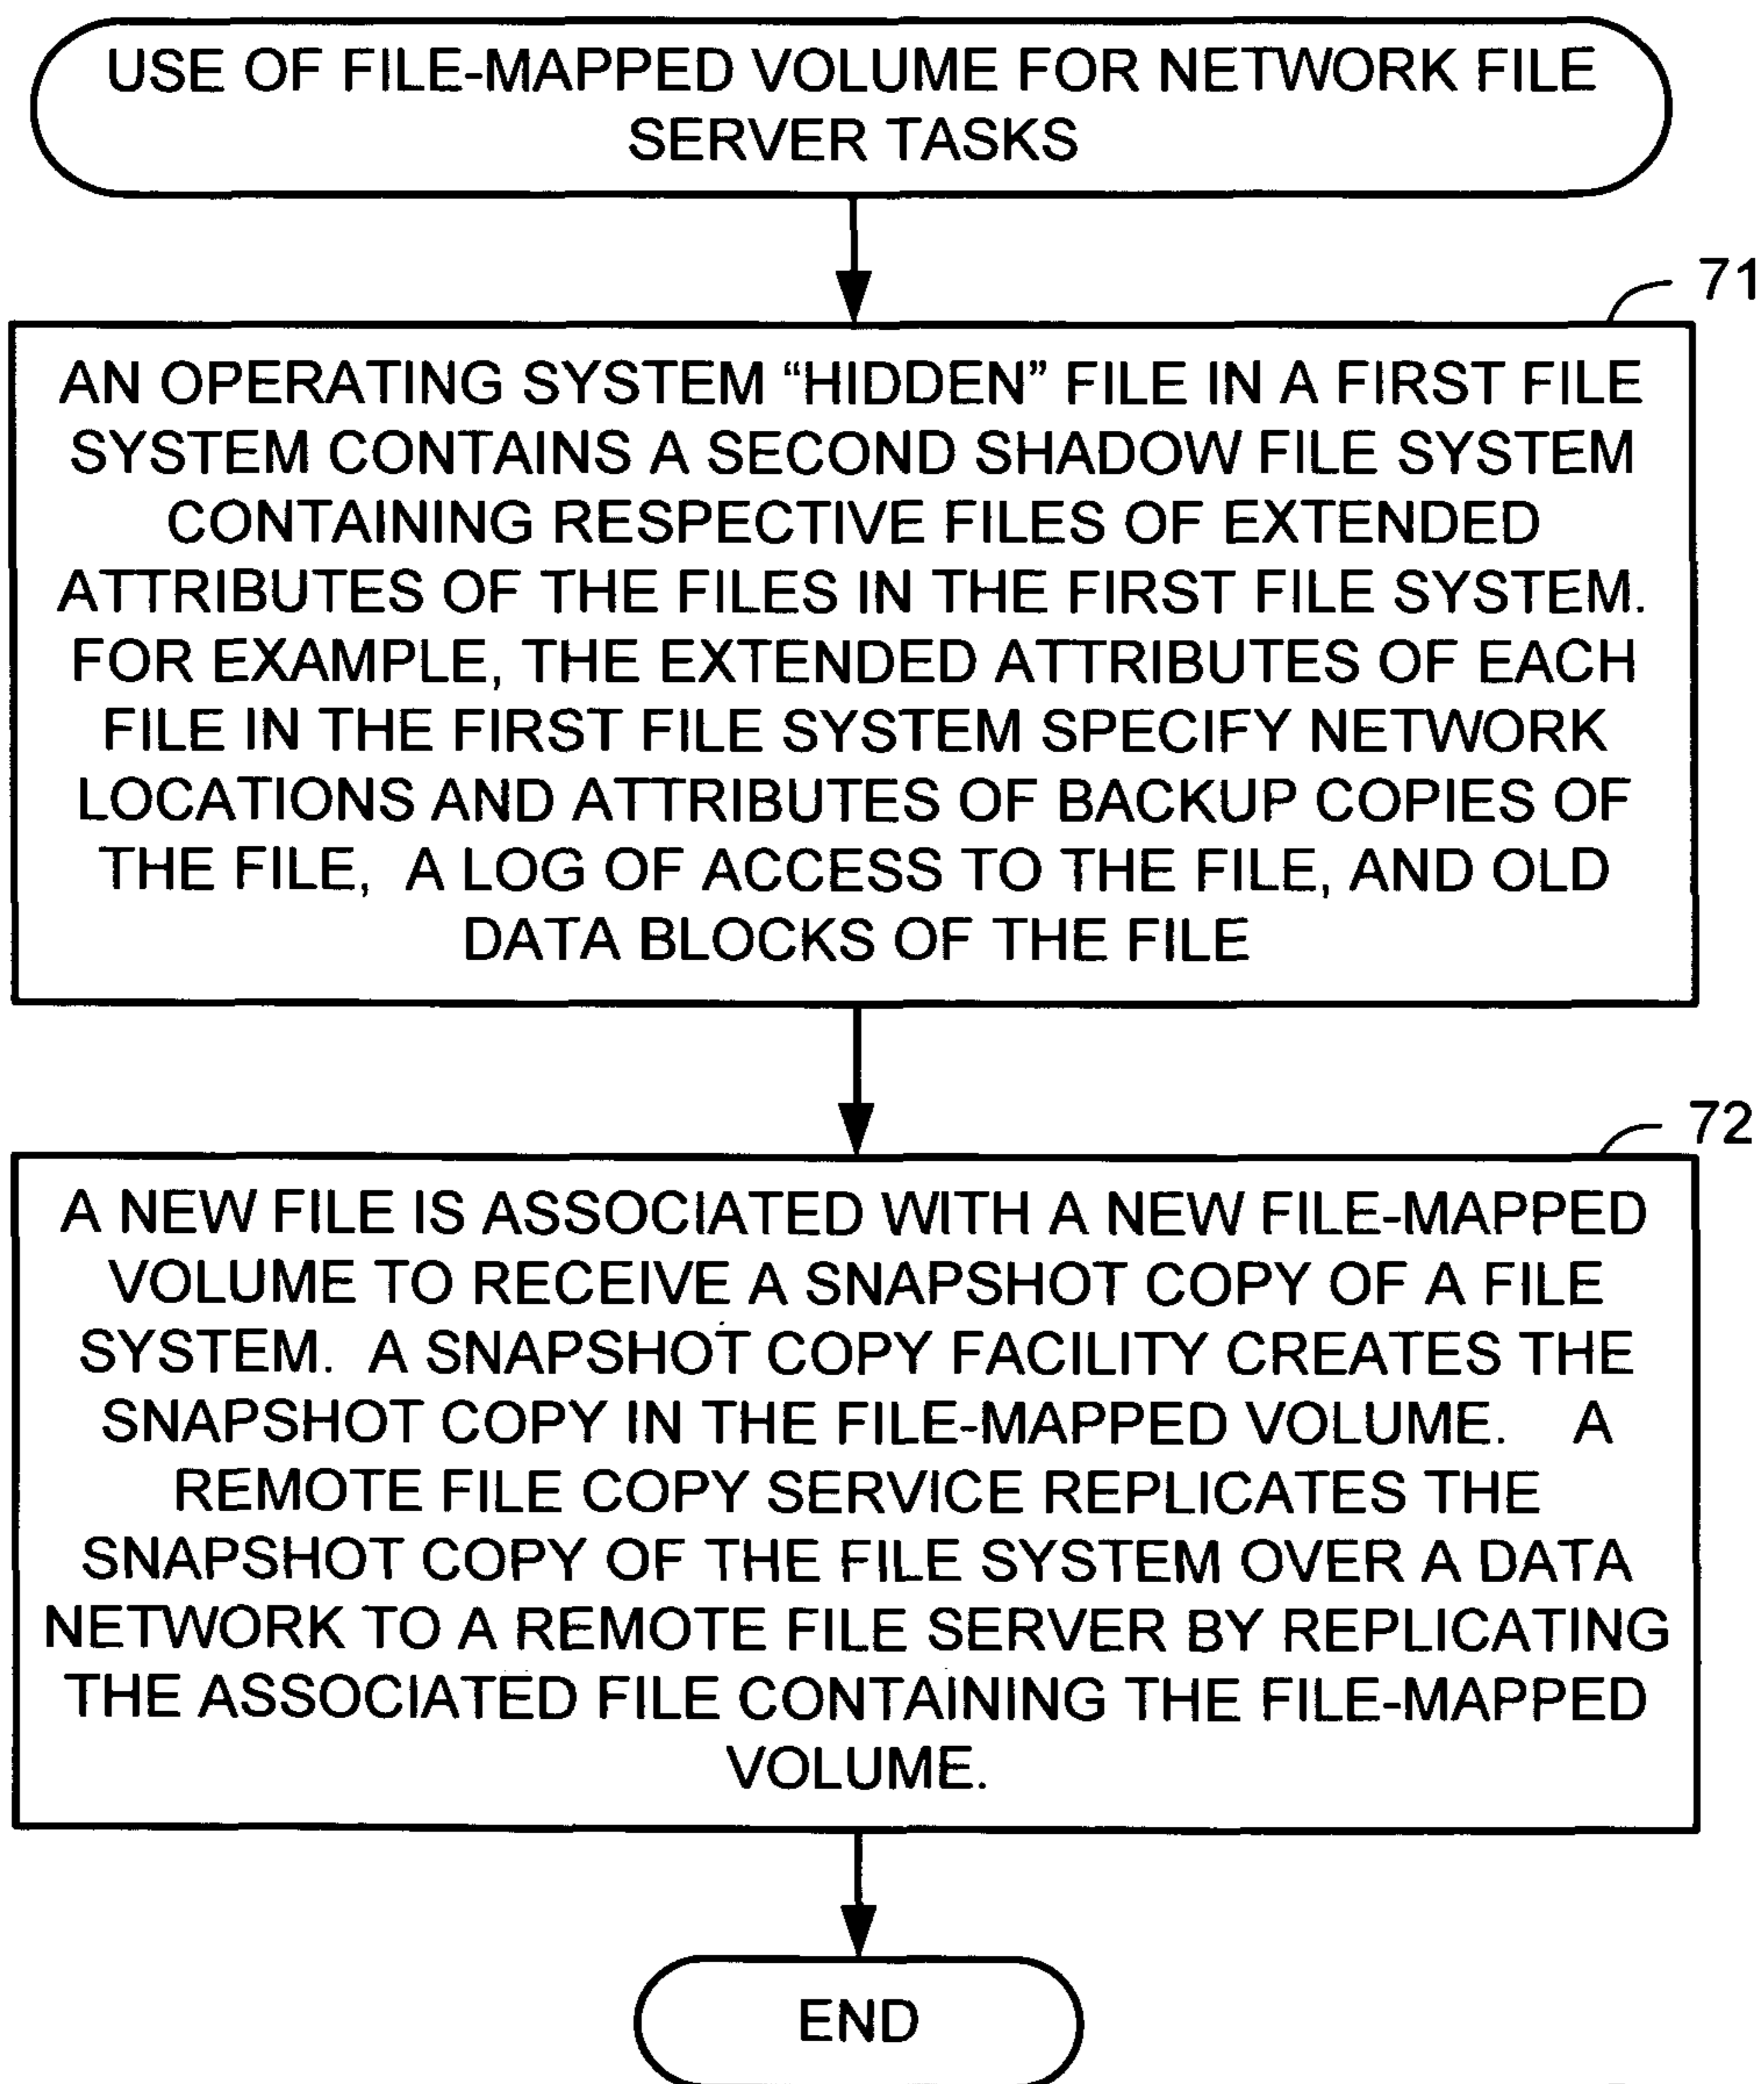 USE OF FILE-MAPPED VOLUME FOR NETWORK FILE
SERVER TASKS
71
AN OPERATING SYSTEM “HIDDEN” FILE IN A FIRST FILE
SYSTEM CONTAINS A SECOND SHADOW FILE SYSTEM
CONTAINING RESPECTIVE FILES OF EXTENDED
ATTRIBUTES OF THE FILES IN THE FIRST FILE SYSTEM.
FOR EXAMPLE, THE EXTENDED ATTRIBUTES OF EACH
FILE IN THE FIRST FILE SYSTEM SPECIFY NETWORK
LOCATIONS AND ATTRIBUTES OF BACKUP COPIES OF
THE FILE, A LOG OF ACCESS TO THE FILE, AND OLD
DATA BLOCKS OF THE FILE
72
A NEW FILE IS ASSOCIATED WITH A NEW FILE-MAPPED
VOLUME TO RECEIVE A SNAPSHOT COPY OF A FILE
SYSTEM. A SNAPSHOT COPY FACILITY CREATES THE
SNAPSHOT COPY IN THE FILE-MAPPED VOLUME. A
REMOTE FILE COPY SERVICE REPLICATES THE
SNAPSHOT COPY OF THE FILE SYSTEM OVER A DATA
NETWORK TO A REMOTE FILE SERVER BY REPLICATING
THE ASSOCIATED FILE CONTAINING THE FILE-MAPPED
VOLUME.
END